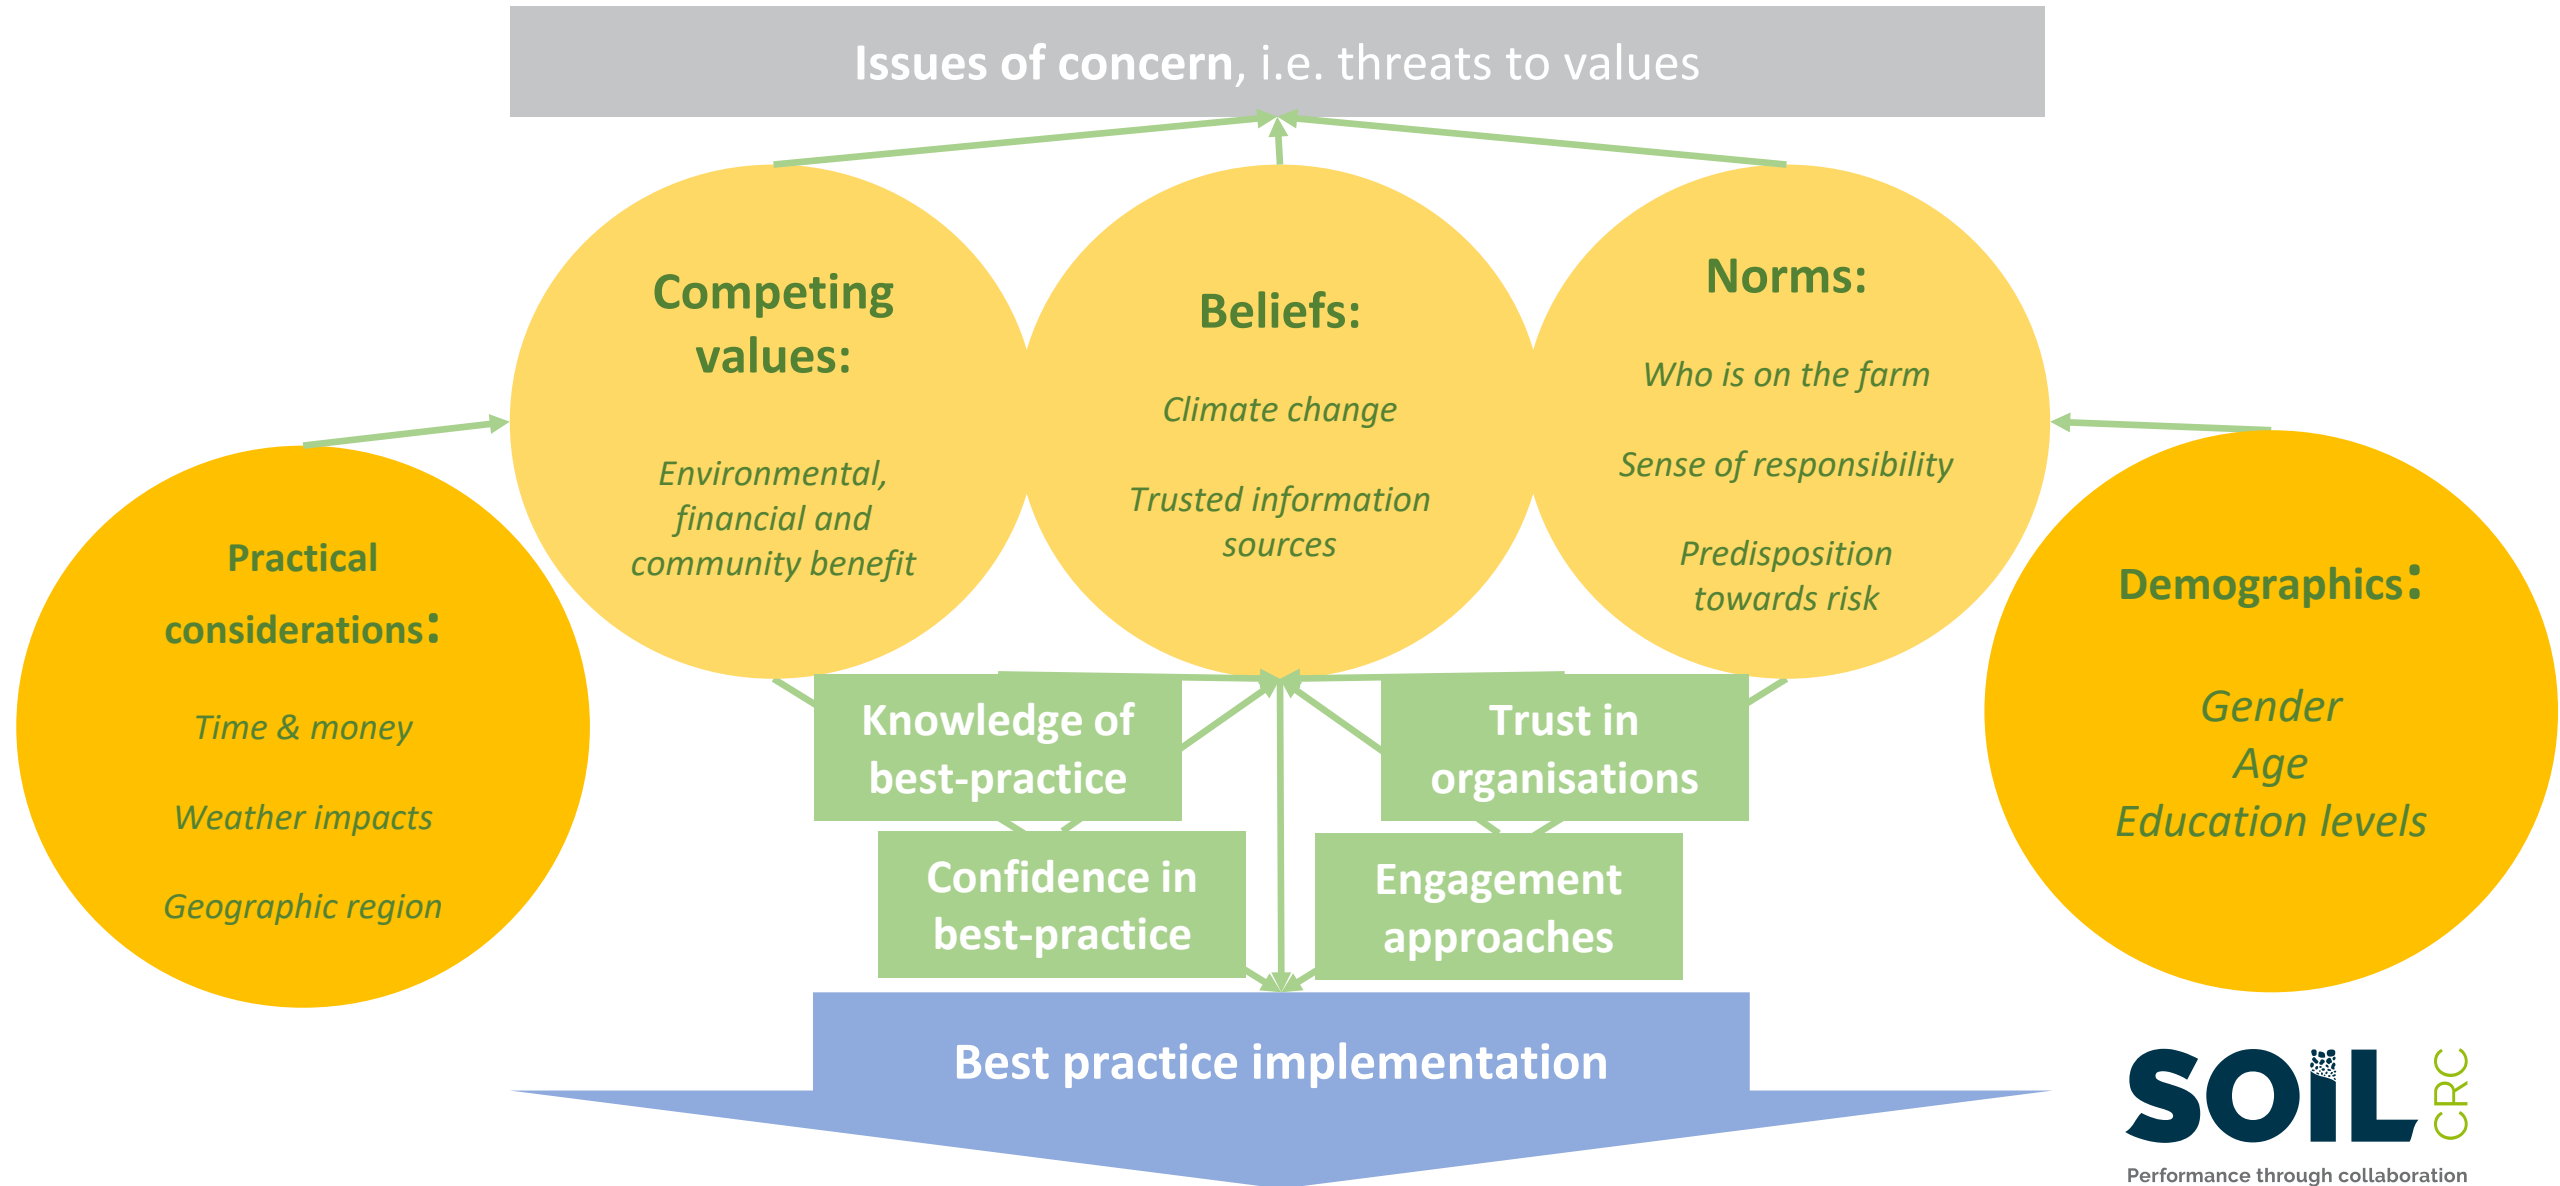 Issues of concern, i.e. threats to values
Competing
values:
Environmental,
financial and
community benefit
Beliefs:
Climate change
Trusted information
sources
Norms:
Who is on the farm
Sense of responsibility
Predisposition
towards risk
Practical
considerations:
Time & money
Weather impacts
Geographic region
Demographics:
Gender
Age
Education levels
Knowledge of
best-practice
Trust in
organisations
Confidence in
best-practice
Engagement
approaches
Best practice implementation
SOiL CRC
Performance through collaboration